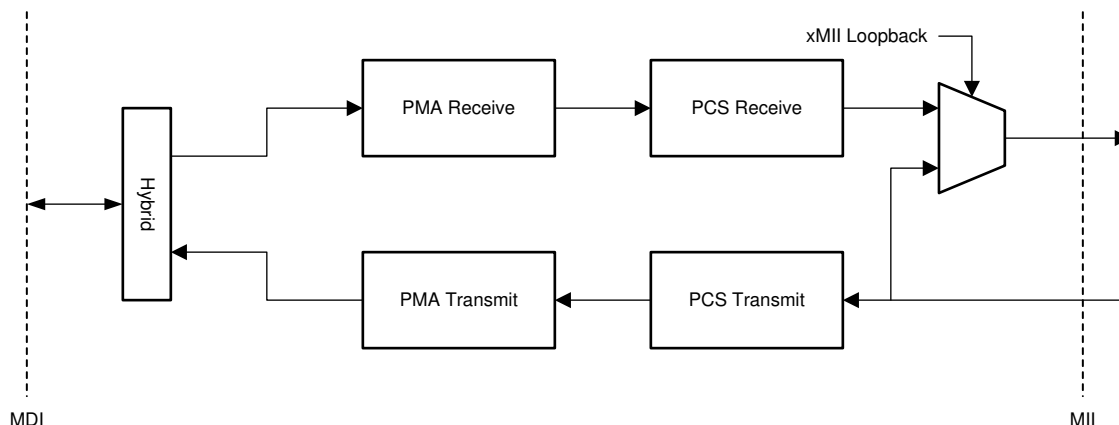 xMII Loopback
PMA Receive
PCS Receive
Hybrid
PMA Transmit
PCS Transmit
MDI
MII